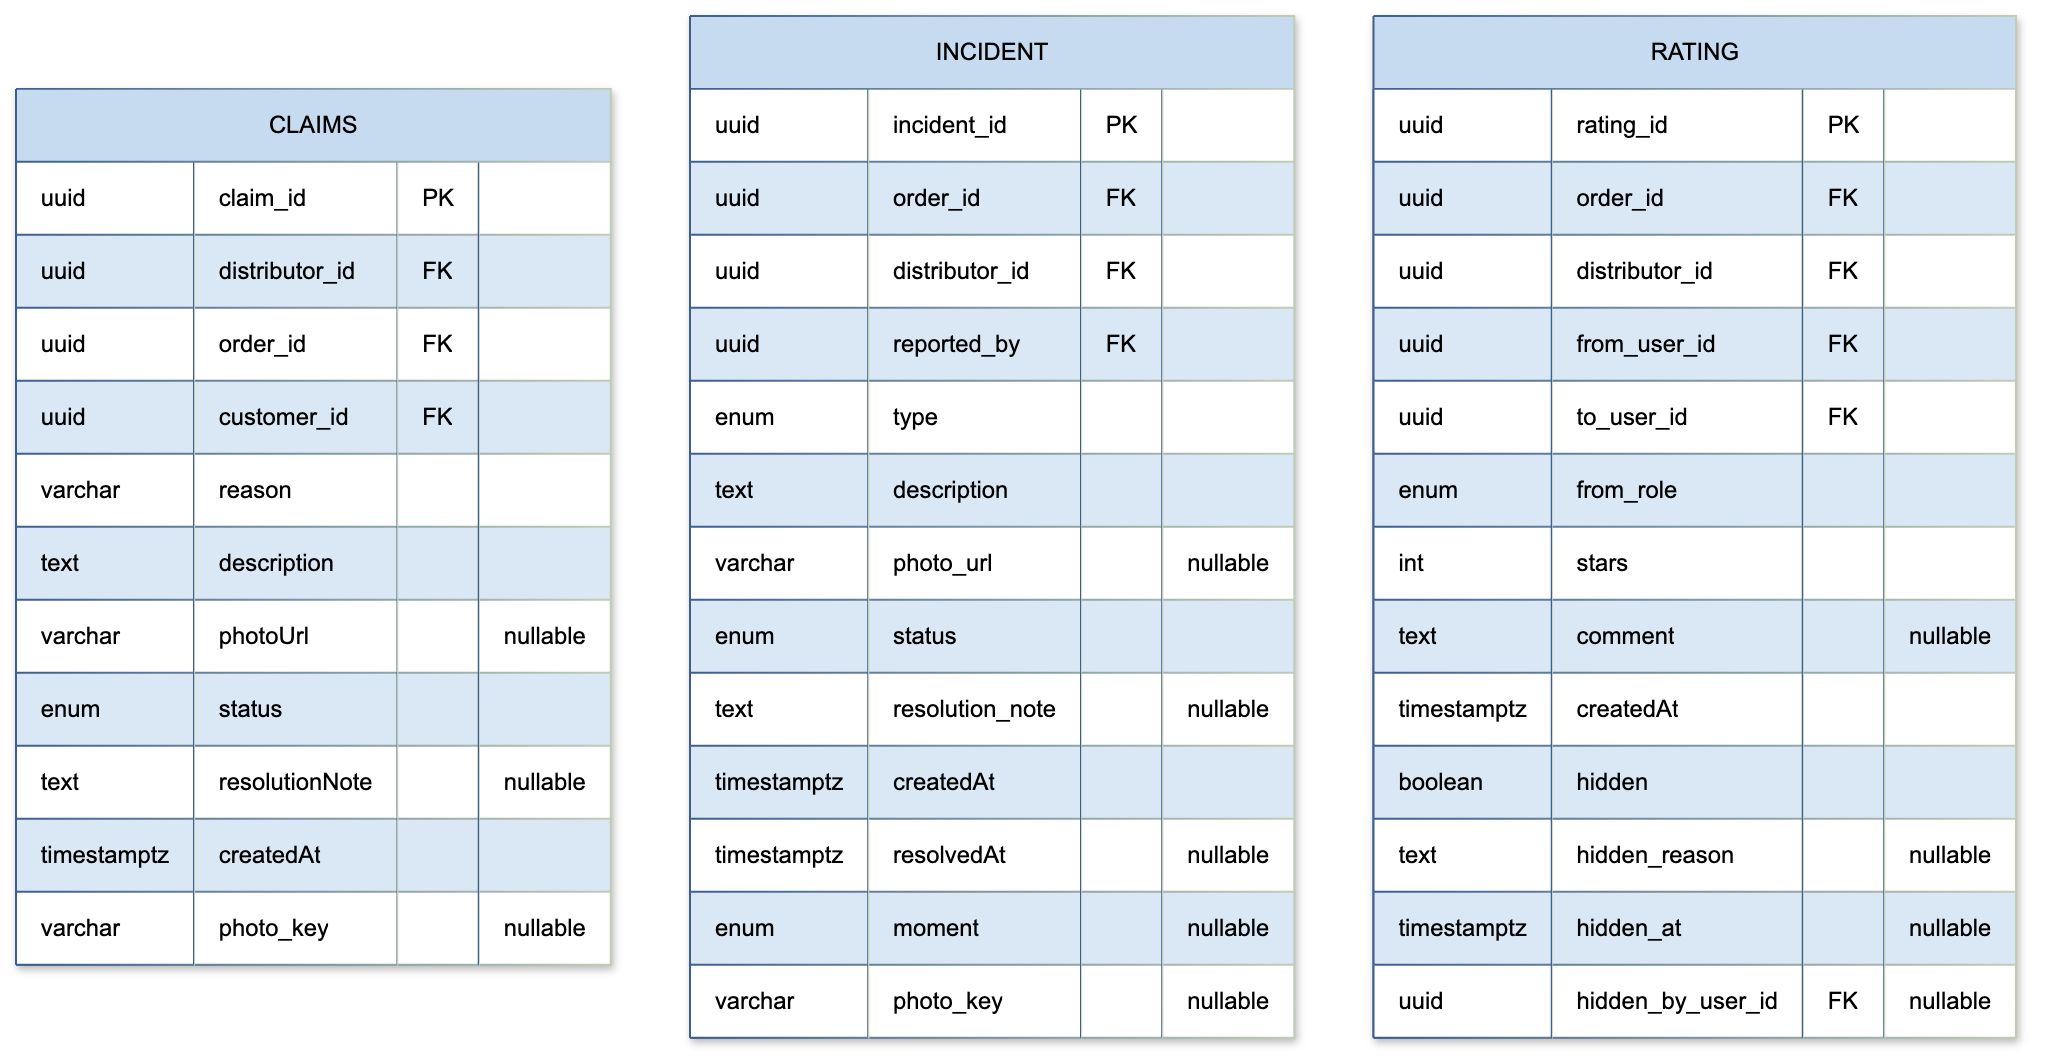 CLAIMS
uuid claim_id PK
uuid distributor_id FK
uuid order_id FK
uuid customer_id FK
varchar reason
text description
varchar photoUrl nullable
enum status
text resolutionNote nullable
timestamptz createdAt
varchar photo_key nullable
INCIDENT
uuid incident_id PK
uuid order_id FK
uuid distributor_id FK
uuid reported_by FK
enum type
text description
varchar photo_url nullable
enum status
text resolution_note nullable
timestamptz createdAt
timestamptz resolvedAt nullable
enum moment nullable
varchar photo_key nullable
RATING
uuid rating_id PK
uuid order_id FK
uuid distributor_id FK
uuid from_user_id FK
uuid to_user_id FK
enum from_role
int stars
text comment nullable
timestamptz createdAt
boolean hidden
text hidden_reason nullable
timestamptz hidden_at nullable
uuid hidden_by_user_id FK nullable